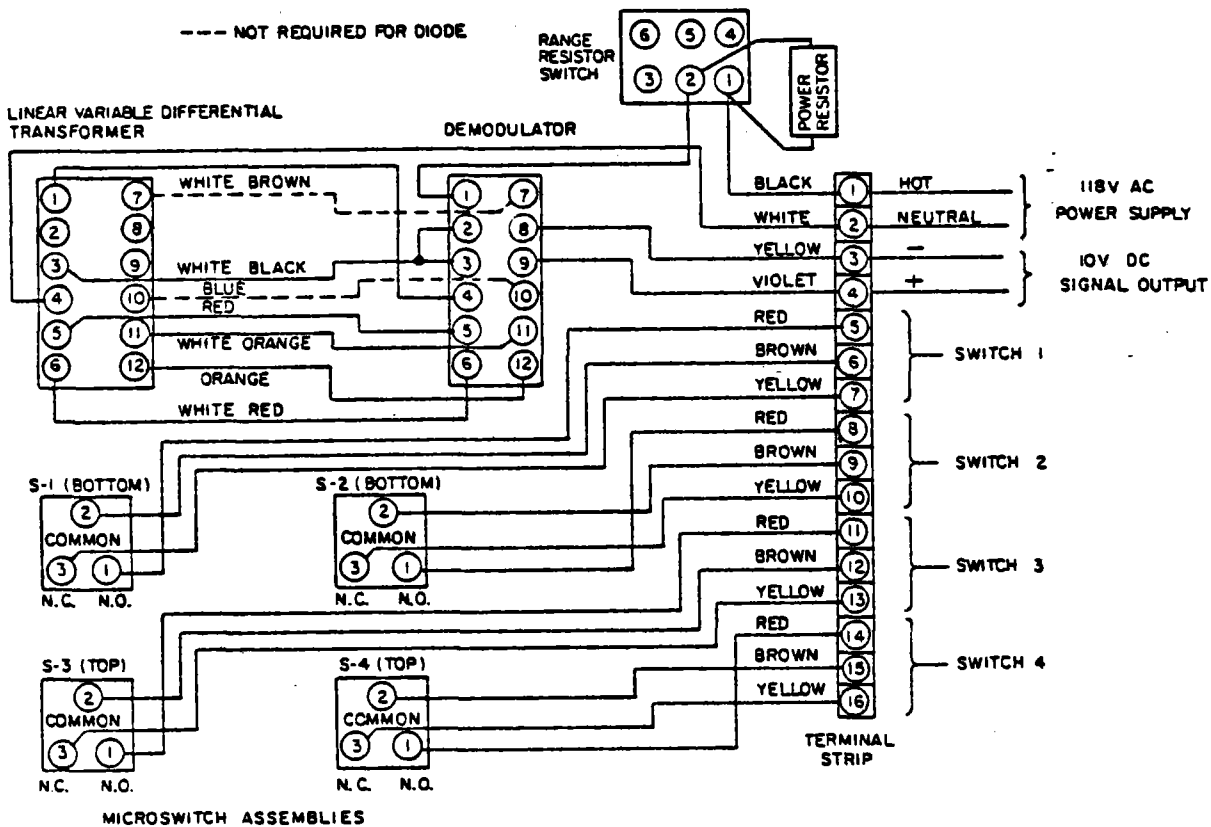 ---- NOT REQUIRED FOR DIODE
RANGE
RESISTOR
SWITCH
6 5 4
3 2 1
POWER
RESISTOR
LINEAR VARIABLE DIFFERENTIAL
TRANSFORMER
DEMODULATOR
1 7
2 8
3 9
4 10
5 11
6 12
WHITE BROWN
WHITE BLACK
BLUE
RED
WHITE ORANGE
ORANGE
WHITE RED
1 7
2 8
3 9
4 10
5 11
6 12
BLACK 1 HOT
WHITE 2 NEUTRAL
118V AC
POWER SUPPLY
YELLOW 3 –
VIOLET 4 +
10V DC
SIGNAL OUTPUT
RED 5
BROWN 6
YELLOW 7
SWITCH 1
RED 8
BROWN 9
YELLOW 10
SWITCH 2
RED 11
BROWN 12
YELLOW 13
SWITCH 3
RED 14
BROWN 15
YELLOW 16
SWITCH 4
TERMINAL
STRIP
S-1 (BOTTOM)
2
COMMON
3 1
N.C. N.O.
S-2 (BOTTOM)
2
COMMON
3 1
N.C. N.O.
S-3 (TOP)
2
COMMON
3 1
N.C. N.O.
S-4 (TOP)
2
COMMON
3 1
N.C. N.O.
MICROSWITCH ASSEMBLIES